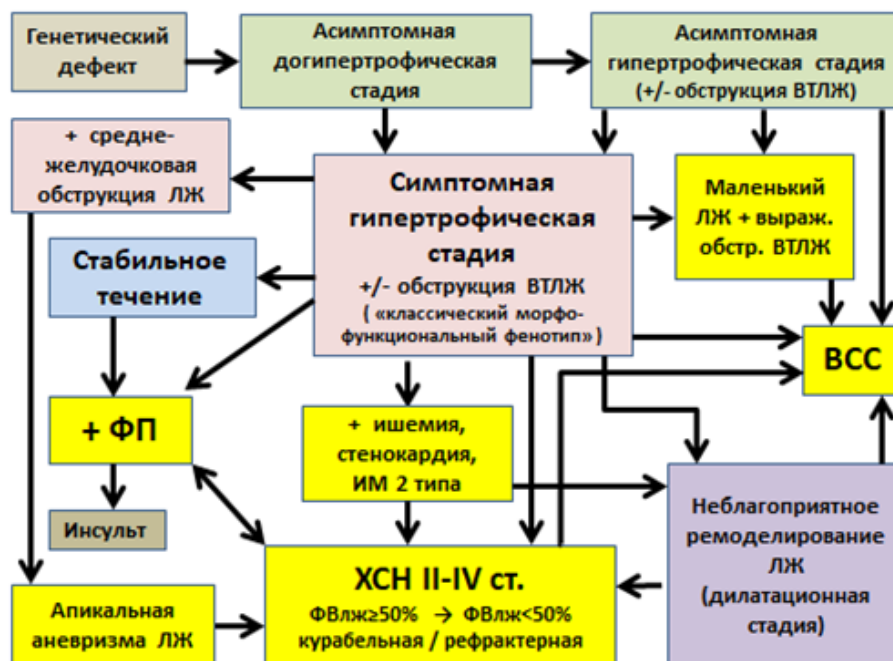 Генетический
дефект
Асимптомная
догипертрофическая
стадия
Асимптомная
гипертрофическая стадия
(+/- обструкция ВТЛЖ)
+ средне-
желудочковая
обструкция ЛЖ
Симптомная
гипертрофическая
стадия
+/- обструкция ВТЛЖ
( «классический морфо-
функциональный фенотип» )
Маленький
ЛЖ + выраж.
обстр. ВТЛЖ
Стабильное
течение
ВСС
+ ФП
+ ишемия,
стенокардия,
ИМ 2 типа
Инсульт
Неблагоприятное
ремоделирование
ЛЖ
(дилатационная
стадия)
Апикальная
аневризма ЛЖ
ХСН II-IV ст.
ФВлж≥50% → ФВлж<50%
курабельная / рефрактерная